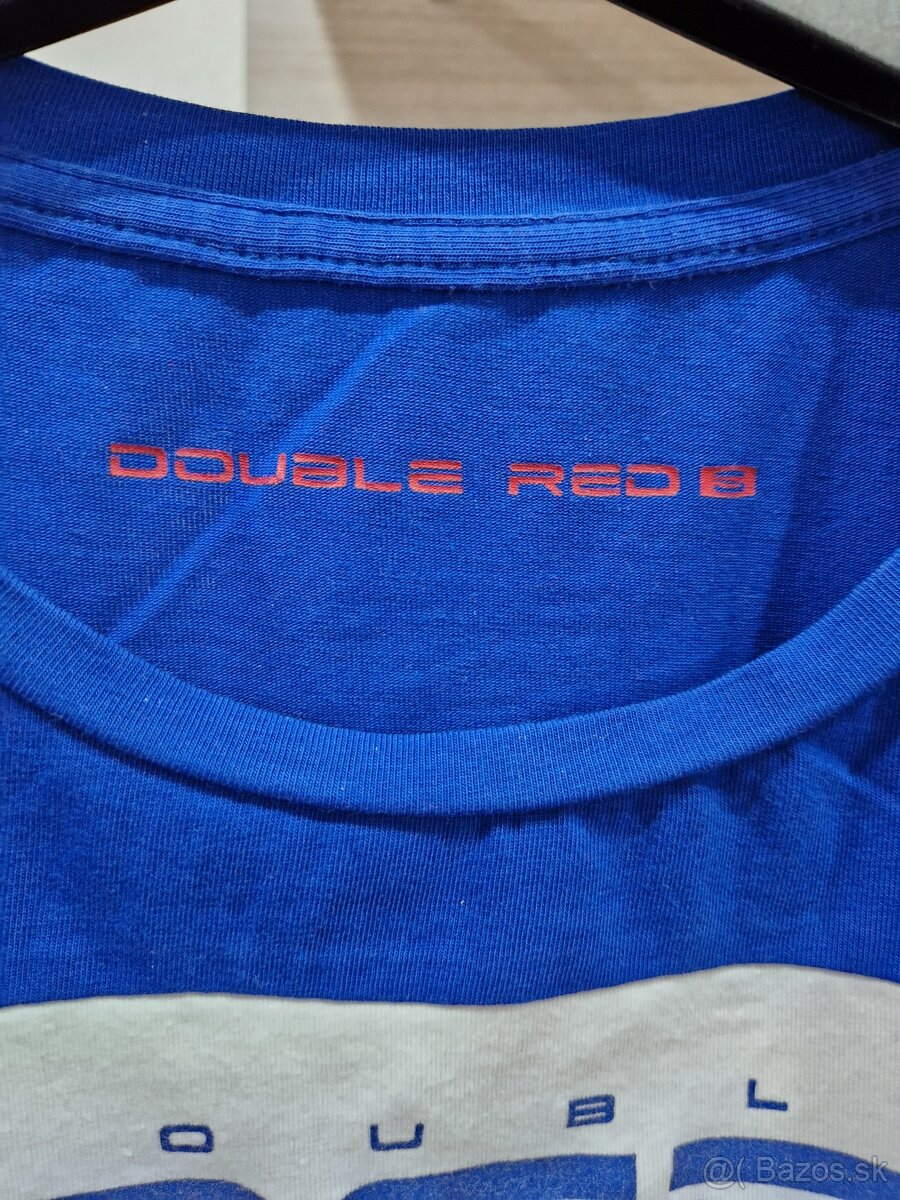 DOUBLE RED S
O U B L
@( Bazos.sk